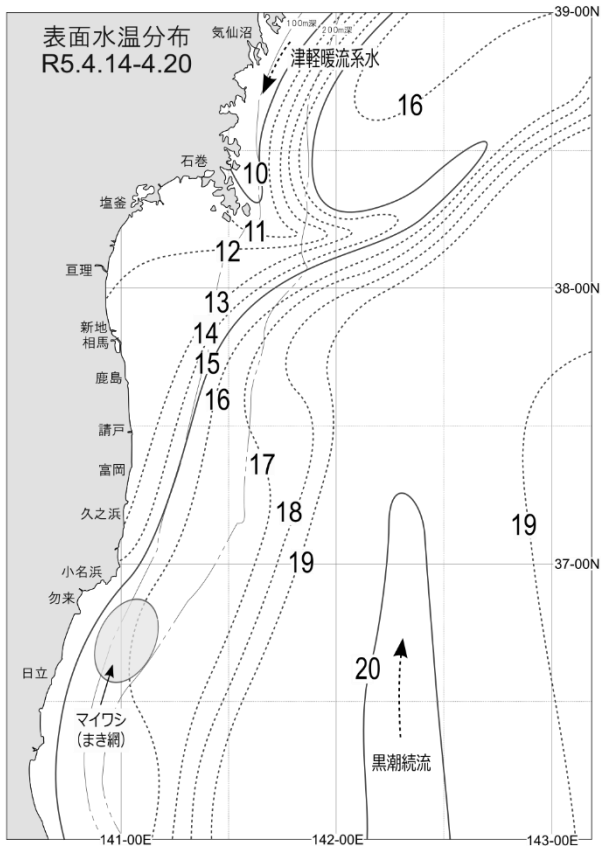 表面水温分布
R5.4.14-4.20
気仙沼
100m深
200m深
39-00N
津軽暖流系水
16
石巻
10
塩釜
11
12
亘理
38-00N
13
新地
14
相馬
15
鹿島
16
請戸
17
富岡
久之浜
18
19
19
小名浜
37-00N
勿来
日立
20
マイワシ
(まき網)
黒潮続流
141-00E
142-00E
143-00E